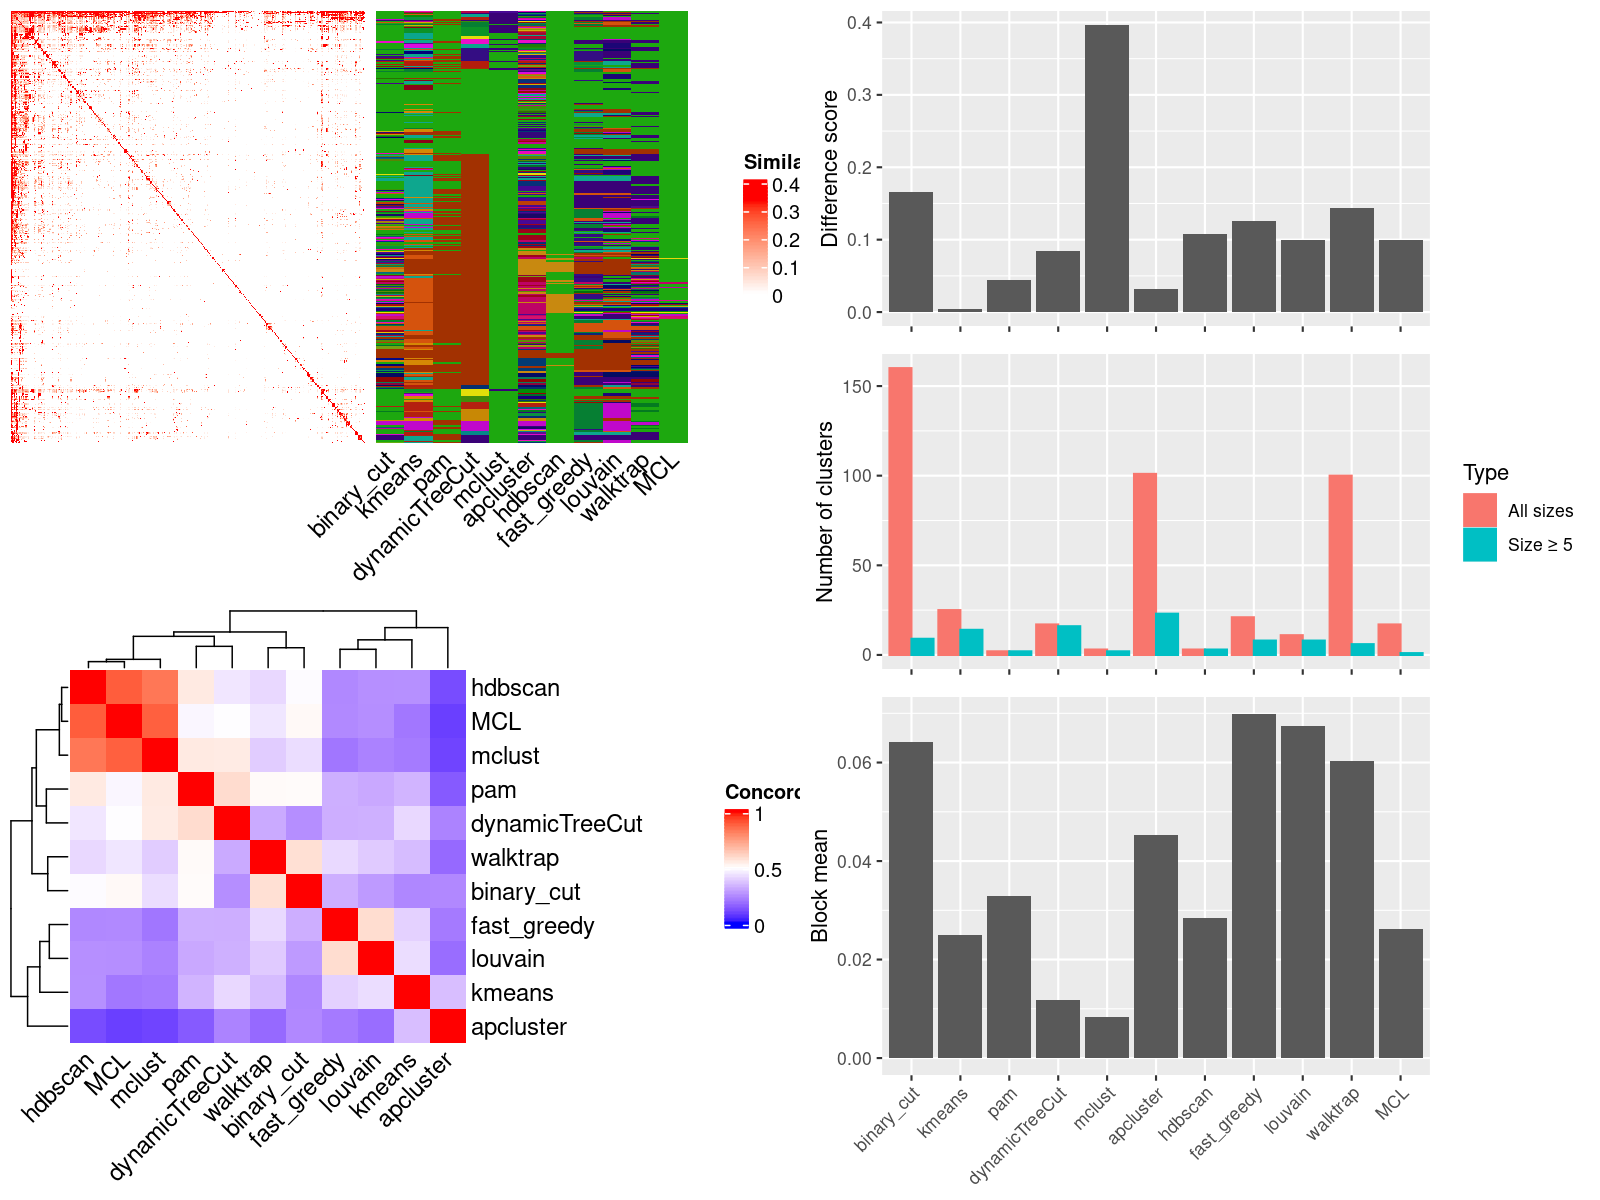 Simila
0.4
0.3
0.2
0.1
0
binary_cut
kmeans
pam
dynamicTreeCut
mclust
apcluster
hdbscan
fast_greedy
louvain
walktrap
MCL
Difference score
0.4
0.3
0.2
0.1
0.0
Number of clusters
150
100
50
0
Type
All sizes
Size ≥ 5
hdbscan
MCL
mclust
pam
dynamicTreeCut
walktrap
binary_cut
fast_greedy
louvain
kmeans
apcluster
hdbscan
MCL
mclust
pam
dynamicTreeCut
walktrap
binary_cut
fast_greedy
louvain
kmeans
apcluster
Concord
1
0.5
0
Block mean
0.06
0.04
0.02
0.00
binary_cut
kmeans
pam
dynamicTreeCut
mclust
apcluster
hdbscan
fast_greedy
louvain
walktrap
MCL